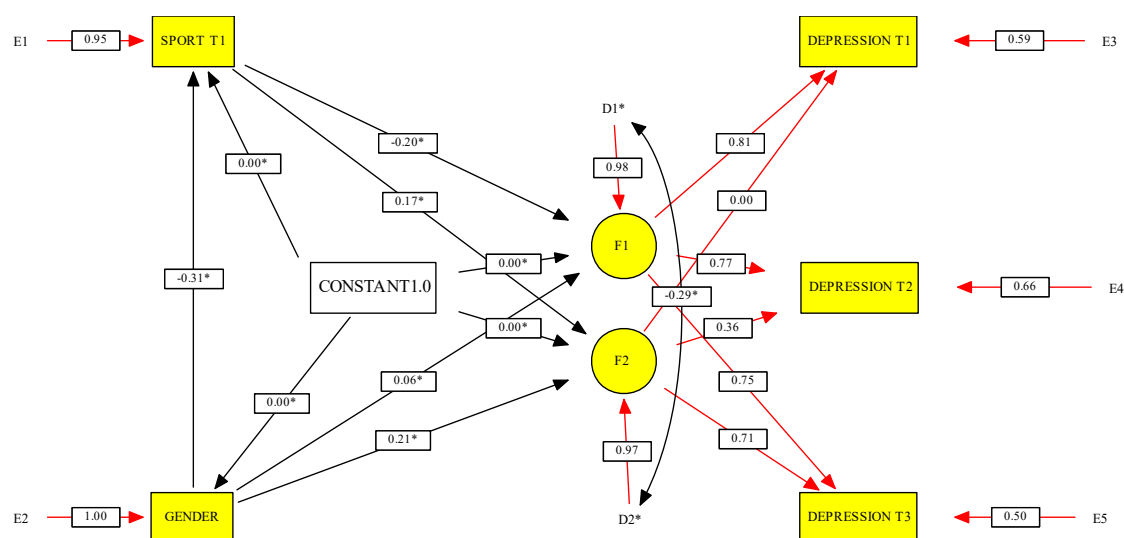 E1
0.95
SPORT T1
DEPRESSION T1
0.59
E3
D1*
-0.20*
0.81
0.00*
0.98
0.17*
0.00
F1
0.00*
0.77
-0.31*
CONSTANT1.0
-0.29*
DEPRESSION T2
0.66
E4
0.00*
0.36
F2
0.06*
0.75
0.00*
0.21*
0.71
0.97
E2
1.00
GENDER
D2*
DEPRESSION T3
0.50
E5